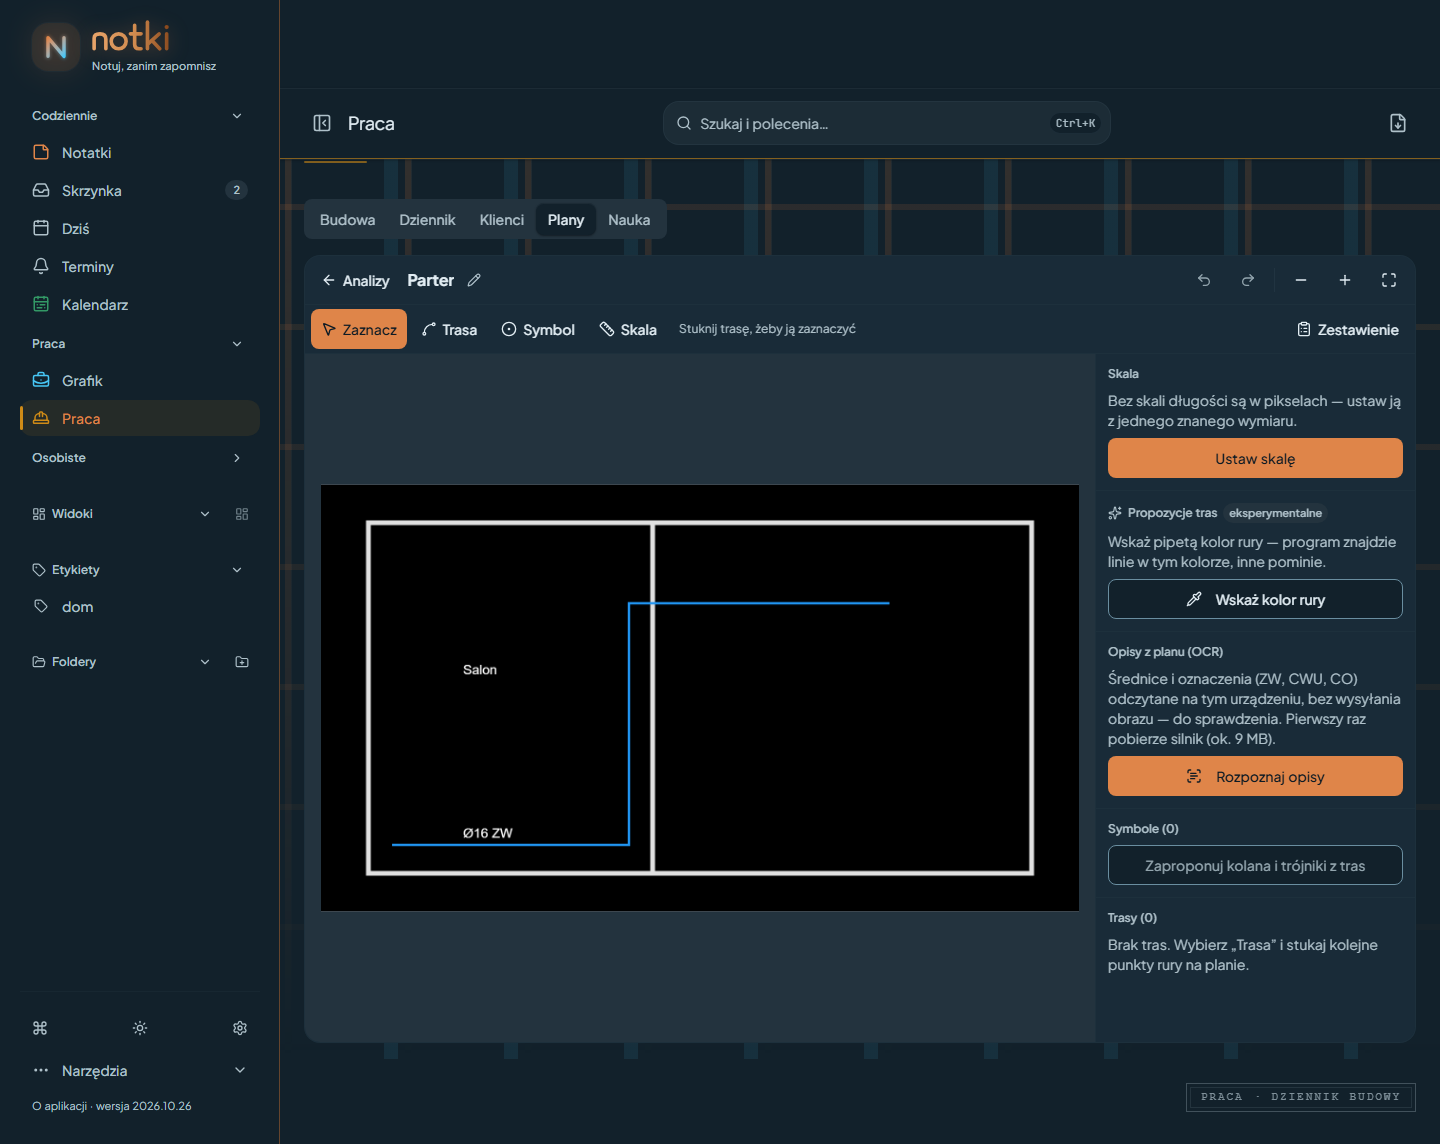 N
notki
Notuj, zanim zapomnisz
Codziennie
Notatki
Skrzynka 2
Dziś
Terminy
Kalendarz
Praca
Grafik
Praca
Osobiste
Widoki
Etykiety
dom
Foldery
Narzędzia
O aplikacji · wersja 2026.10.26
Praca
Szukaj i polecenia… Ctrl+K
Budowa Dziennik Klienci Plany Nauka
Analizy Parter
Zaznacz Trasa Symbol Skala Stuknij trasę, żeby ją zaznaczyć Zestawienie
Salon
Ø16 ZW
Skala
Bez skali długości są w pikselach — ustaw ją
z jednego znanego wymiaru.
Ustaw skalę
Propozycje tras eksperymentalne
Wskaż pipetą kolor rury — program znajdzie
linie w tym kolorze, inne pominie.
Wskaż kolor rury
Opisy z planu (OCR)
Średnice i oznaczenia (ZW, CWU, CO)
odczytane na tym urządzeniu, bez wysyłania
obrazu — do sprawdzenia. Pierwszy raz
pobierze silnik (ok. 9 MB).
Rozpoznaj opisy
Symbole (0)
Zaproponuj kolana i trójniki z tras
Trasy (0)
Brak tras. Wybierz „Trasa” i stukaj kolejne
punkty rury na planie.
PRACA · DZIENNIK BUDOWY